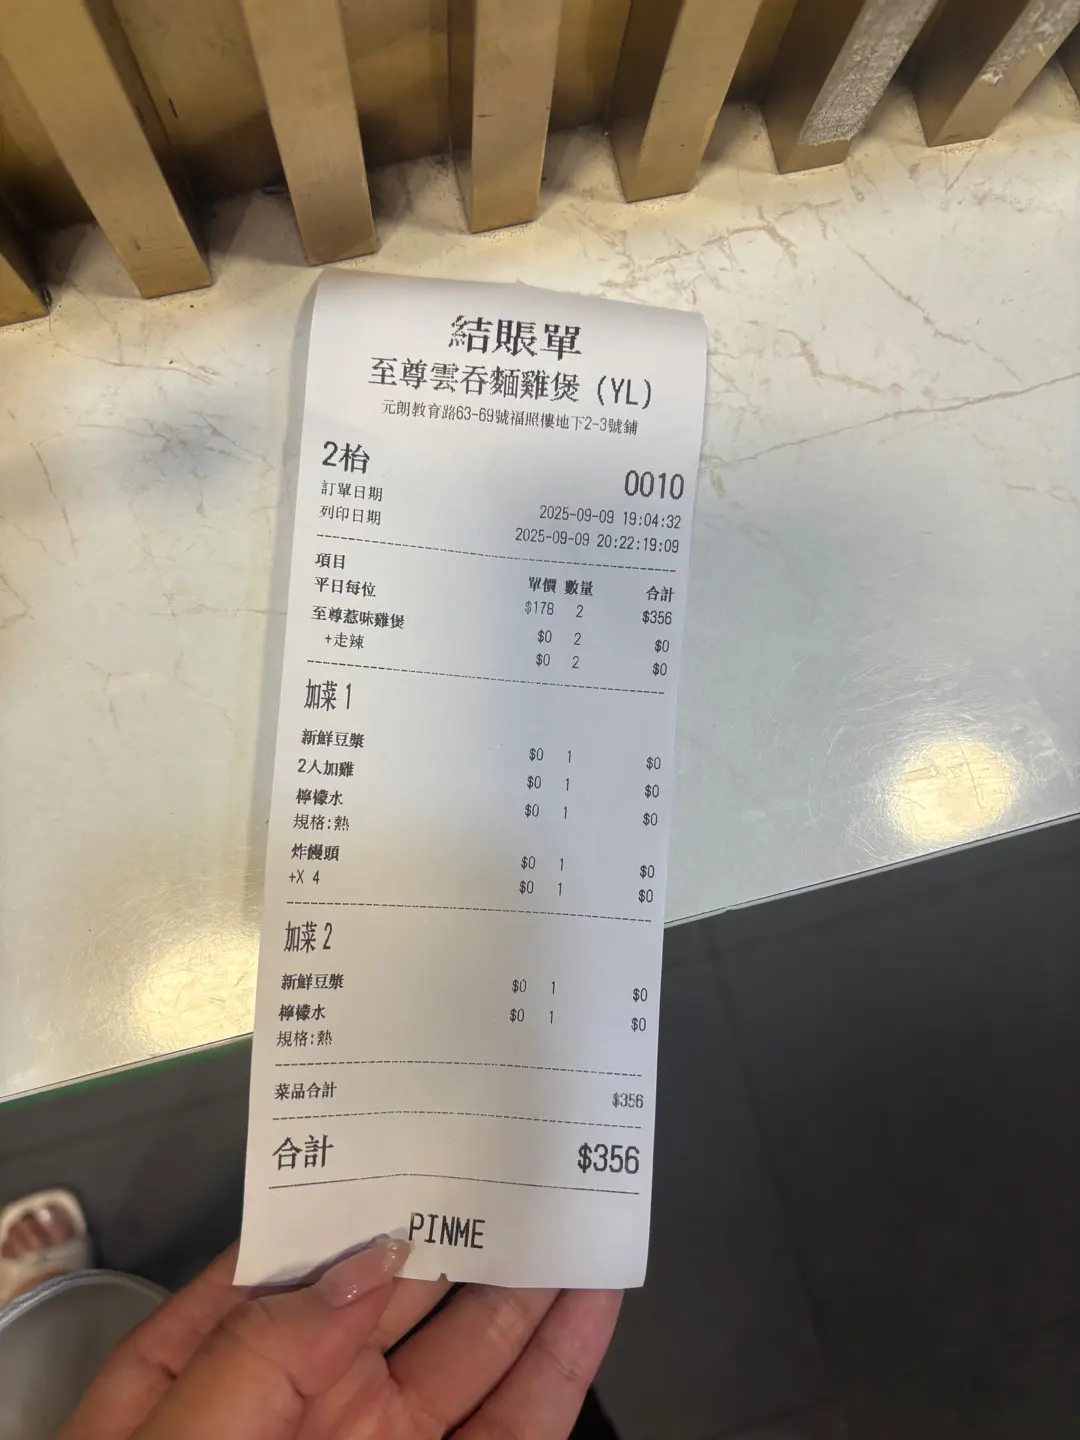 結賬單
至尊雲吞麵雞煲 (YL)
元朗教育路63-69號福照樓地下2-3號鋪
2枱 0010
訂單日期 2025-09-09 19:04:32
列印日期 2025-09-09 20:22:19:09
項目 單價 數量 合計
平日每位 $178 2 $356
至尊惹味雞煲 $0 2 $0
+走辣 $0 2 $0
加菜 1
新鮮豆漿 $0 1 $0
2人加雞 $0 1 $0
檸檬水 $0 1 $0
規格:熱
炸饅頭 $0 1 $0
+X 4 $0 1 $0
加菜 2
新鮮豆漿 $0 1 $0
檸檬水 $0 1 $0
規格:熱
菜品合計 $356
合計 $356
PINME